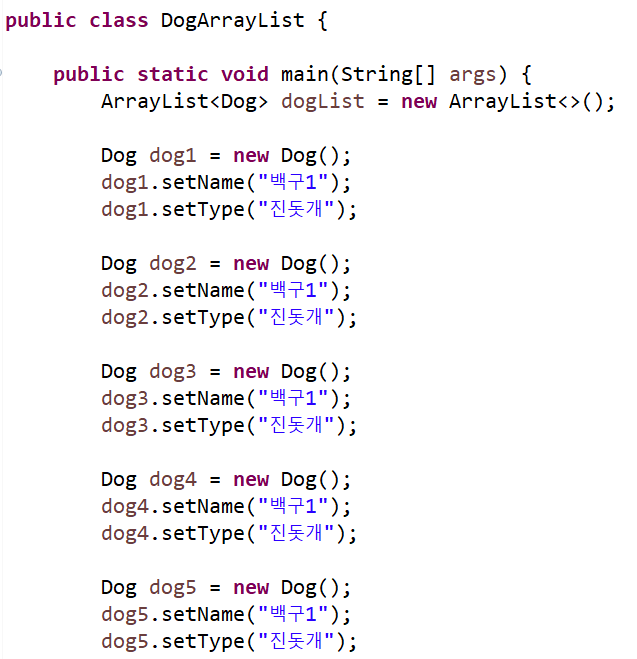 public class DogArrayList {
public static void main(String[] args) {
ArrayList<Dog> dogList = new ArrayList<>();
Dog dog1 = new Dog();
dog1.setName("백구1");
dog1.setType("진돗개");
Dog dog2 = new Dog();
dog2.setName("백구1");
dog2.setType("진돗개");
Dog dog3 = new Dog();
dog3.setName("백구1");
dog3.setType("진돗개");
Dog dog4 = new Dog();
dog4.setName("백구1");
dog4.setType("진돗개");
Dog dog5 = new Dog();
dog5.setName("백구1");
dog5.setType("진돗개");